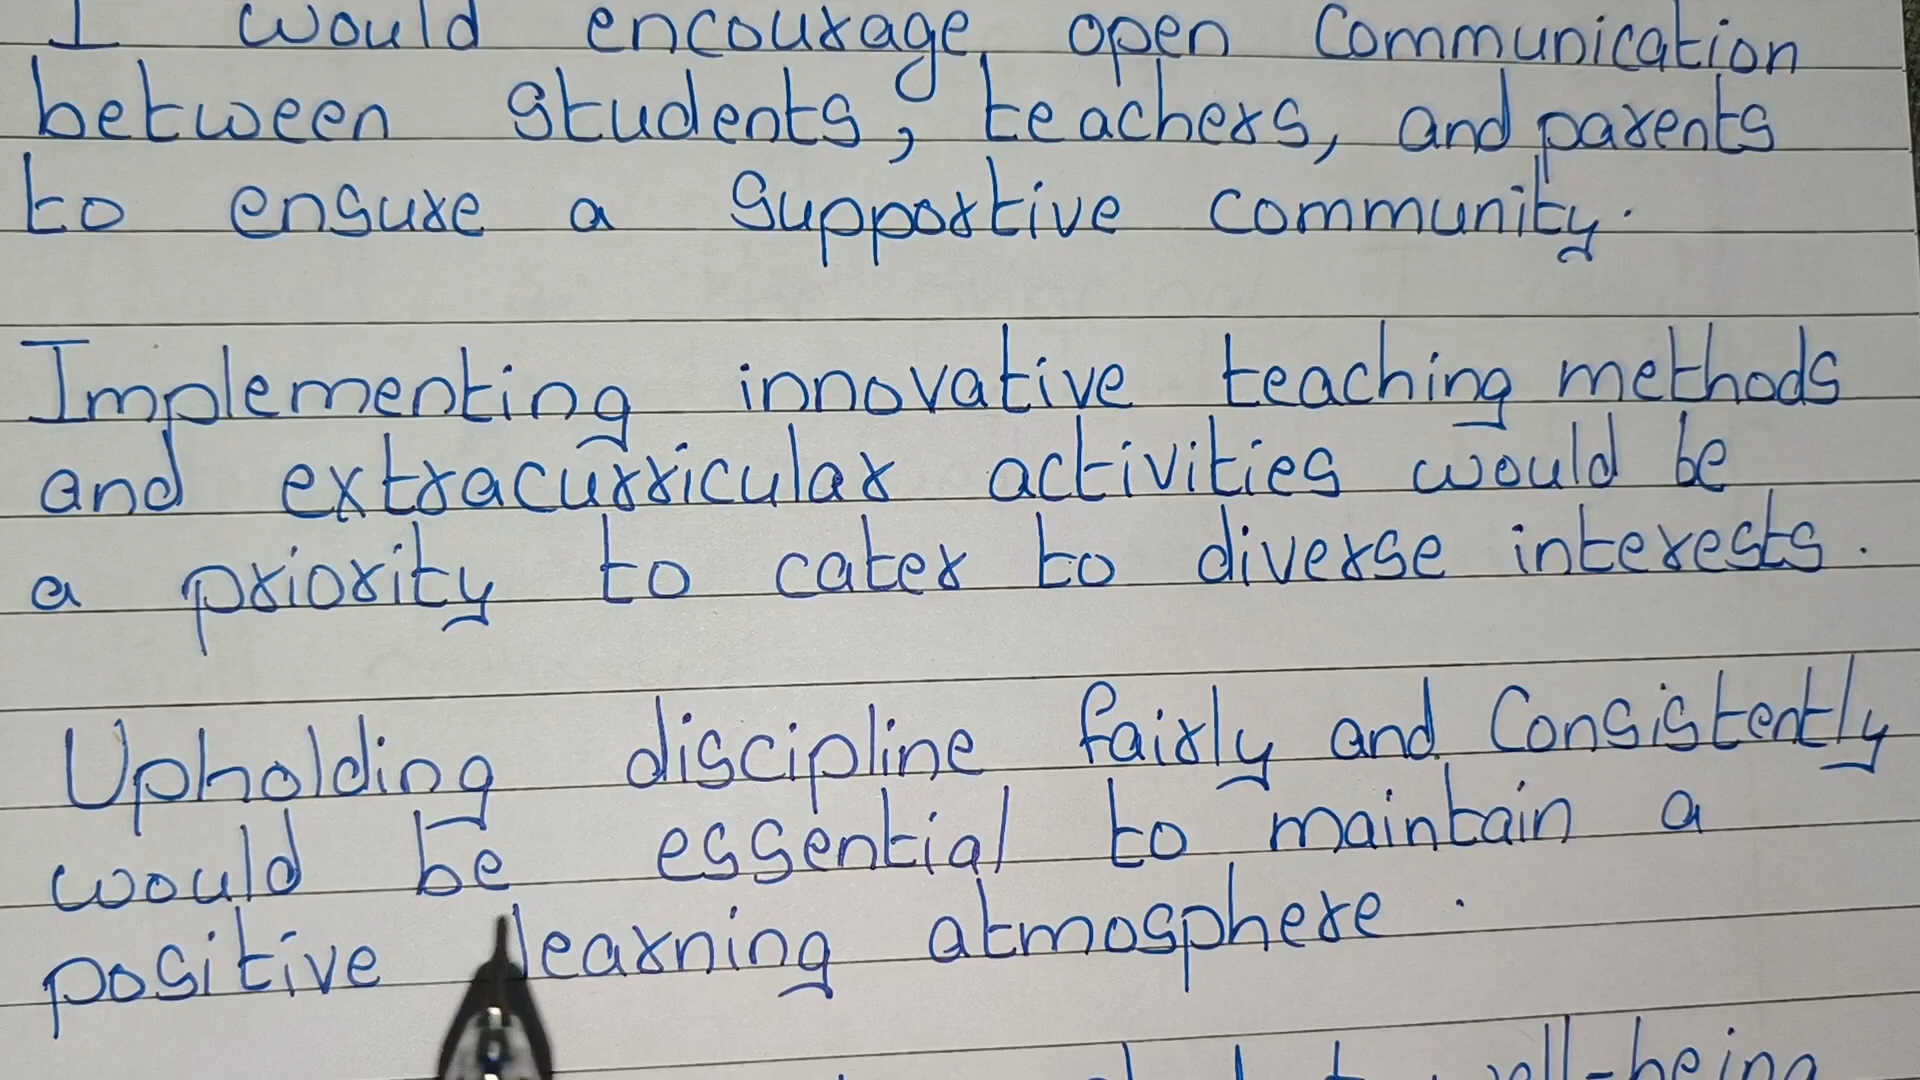 I would encourage open Communication
between students, teachers, and parents
to ensure a supportive community.
Implementing innovative teaching methods
and extracurricular activities would be
a priority to cater to diverse interests.
Upholding discipline fairly and Consistently
would be essential to maintain a
positive learning atmosphere.
well-being